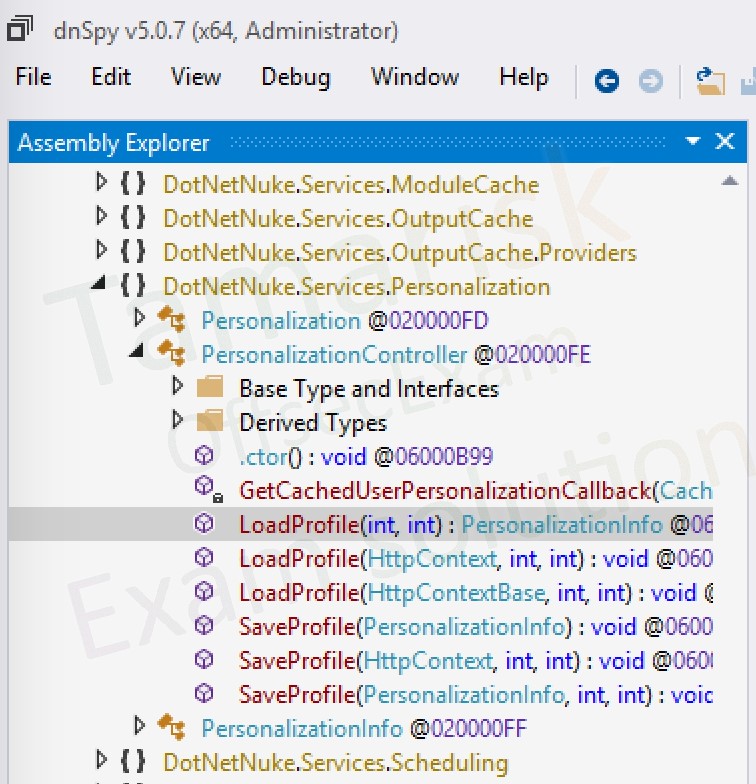 dnSpy v5.0.7 (x64, Administrator)
File Edit View Debug Window Help
Assembly Explorer
{ } DotNetNuke.Services.ModuleCache
{ } DotNetNuke.Services.OutputCache
{ } DotNetNuke.Services.OutputCache.Providers
{ } DotNetNuke.Services.Personalization
Personalization @020000FD
PersonalizationController @020000FE
Base Type and Interfaces
Derived Types
.ctor() : void @06000B99
GetCachedUserPersonalizationCallback(Cach
LoadProfile(int, int) : PersonalizationInfo @06
LoadProfile(HttpContext, int, int) : void @060
LoadProfile(HttpContextBase, int, int) : void @
SaveProfile(PersonalizationInfo) : void @0600
SaveProfile(HttpContext, int, int) : void @060
SaveProfile(PersonalizationInfo, int, int) : voic
PersonalizationInfo @020000FF
{ } DotNetNuke.Services.Scheduling
Tamarisk
OffsecExam
Exam solution